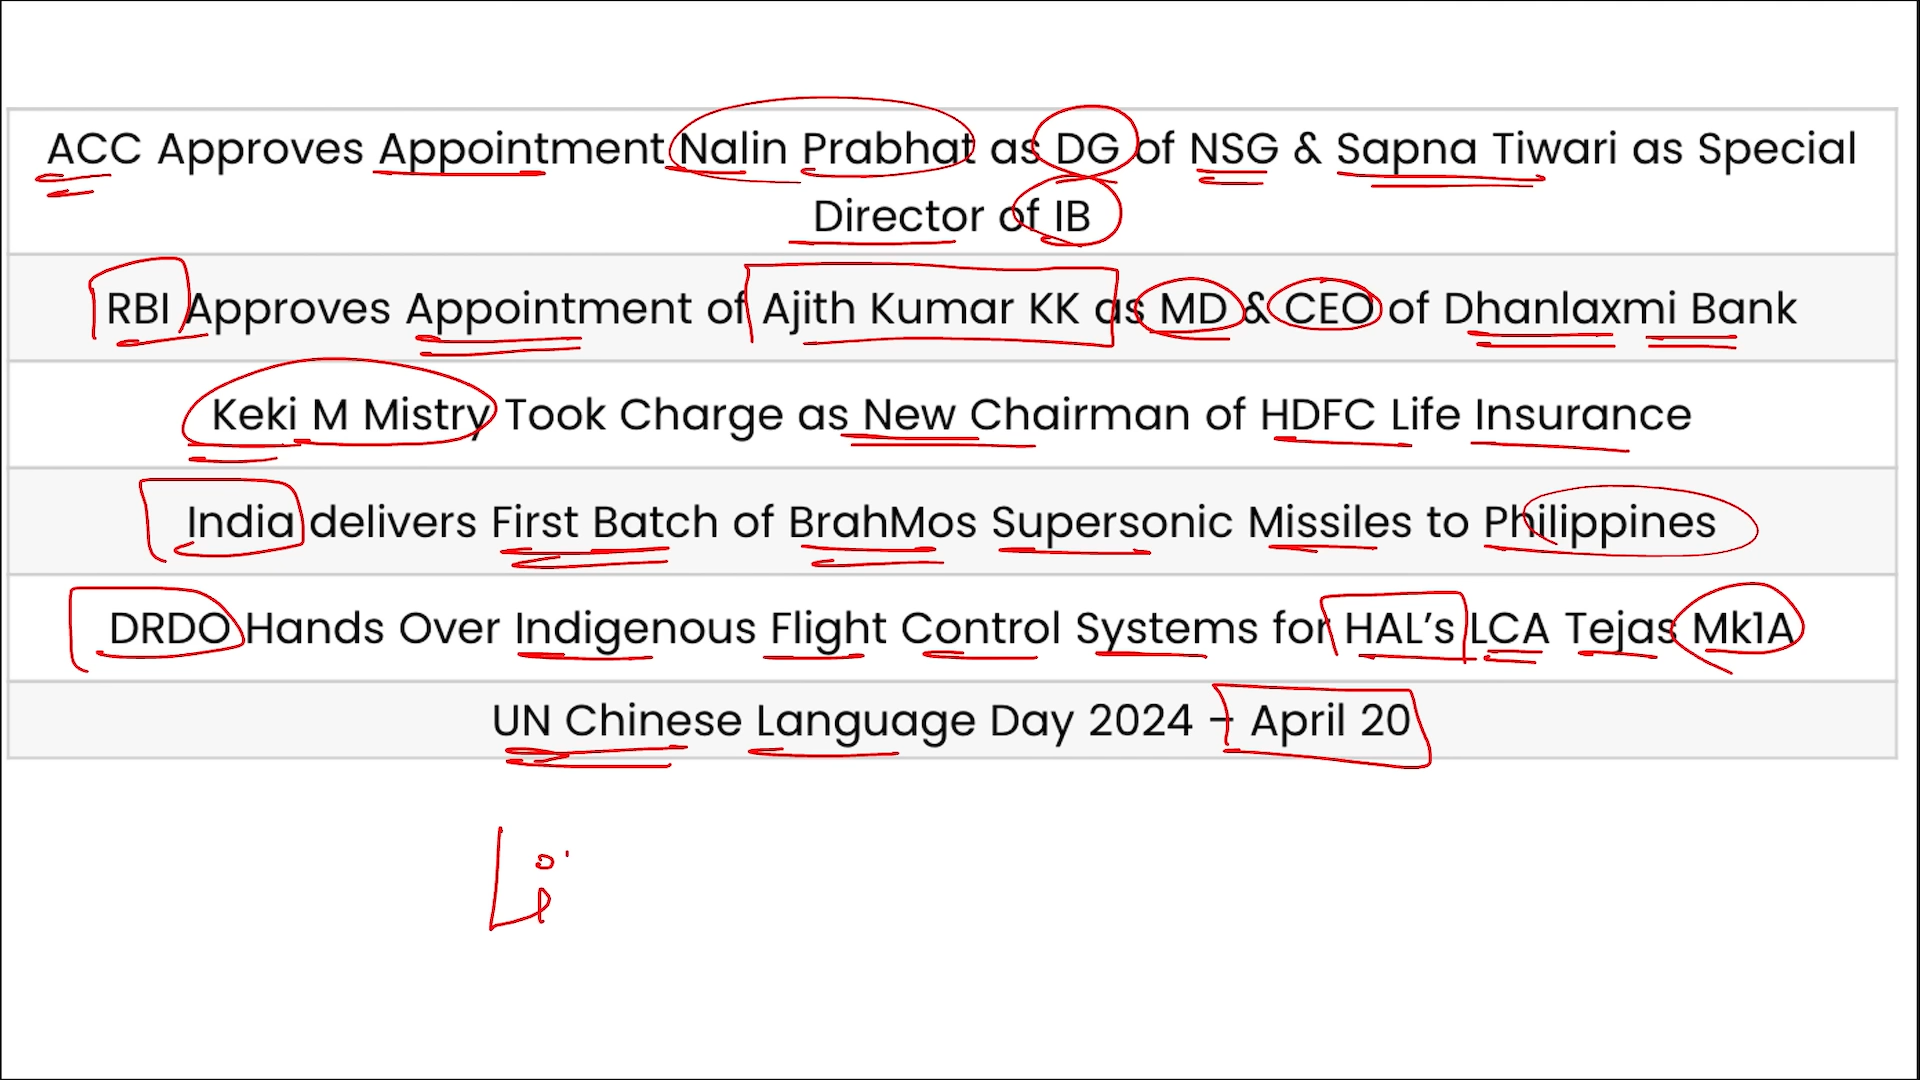 ACC Approves Appointment Nalin Prabhat as DG of NSG & Sapna Tiwari as Special
Director of IB
RBI Approves Appointment of Ajith Kumar KK as MD & CEO of Dhanlaxmi Bank
Keki M Mistry Took Charge as New Chairman of HDFC Life Insurance
India delivers First Batch of BrahMos Supersonic Missiles to Philippines
DRDO Hands Over Indigenous Flight Control Systems for HAL’s LCA Tejas Mk1A
UN Chinese Language Day 2024 – April 20